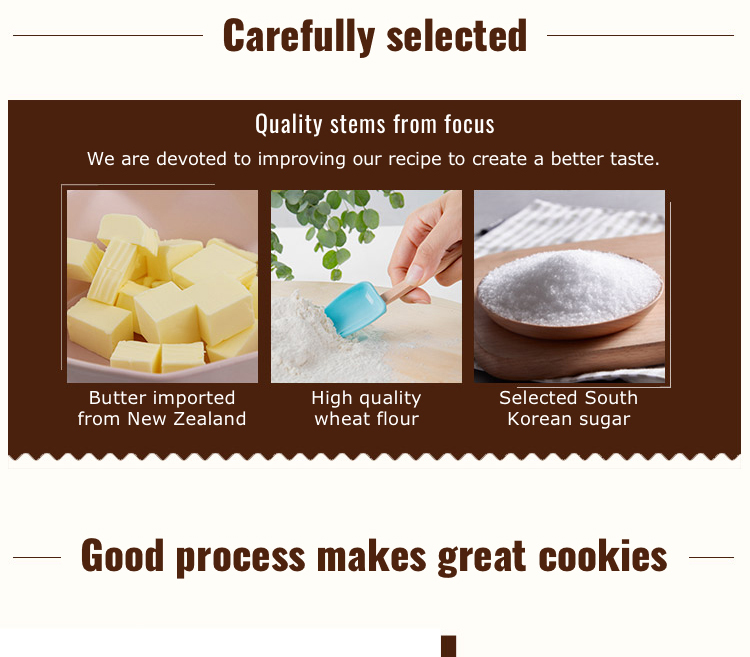 Carefully selected
Quality stems from focus
We are devoted to improving our recipe to create a better taste.
Butter imported
from New Zealand
High quality
wheat flour
Selected South
Korean sugar
Good process makes great cookies